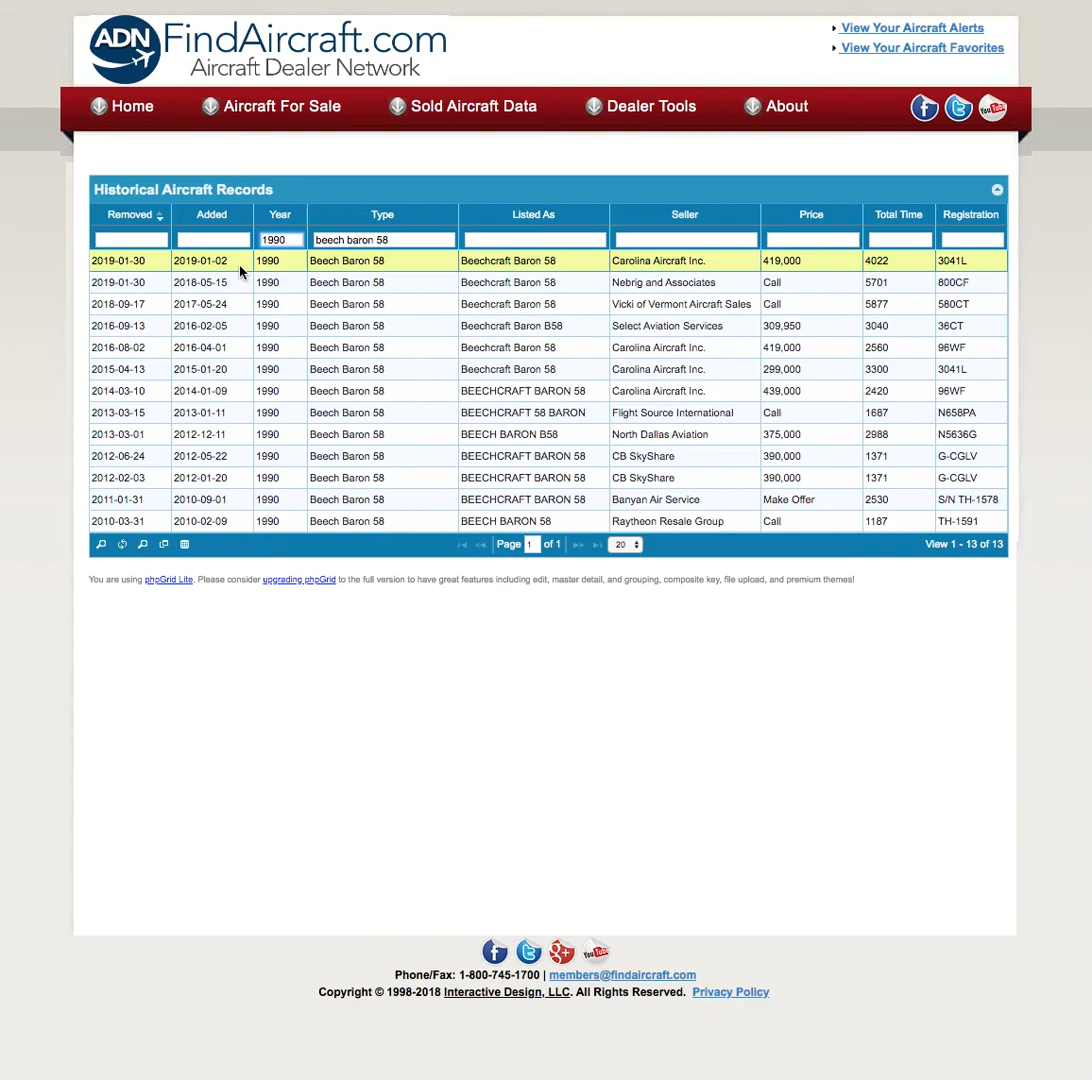 ADN FindAircraft.com
Aircraft Dealer Network
View Your Aircraft Alerts
View Your Aircraft Favorites
Home Aircraft For Sale Sold Aircraft Data Dealer Tools About f t You Tube
Historical Aircraft Records
Removed Added Year Type Listed As Seller Price Total Time Registration
1990 beech baron 58
2019-01-30 2019-01-02 1990 Beech Baron 58 Beechcraft Baron 58 Carolina Aircraft Inc. 419,000 4022 3041L
2019-01-30 2018-05-15 1990 Beech Baron 58 Beechcraft Baron 58 Nebrig and Associates Call 5701 800CF
2018-09-17 2017-05-24 1990 Beech Baron 58 Beechcraft Baron 58 Vicki of Vermont Aircraft Sales Call 5877 580CT
2016-09-13 2016-02-05 1990 Beech Baron 58 Beechcraft Baron B58 Select Aviation Services 309,950 3040 36CT
2016-08-02 2016-04-01 1990 Beech Baron 58 Beechcraft Baron 58 Carolina Aircraft Inc. 419,000 2560 96WF
2015-04-13 2015-01-20 1990 Beech Baron 58 Beechcraft Baron 58 Carolina Aircraft Inc. 299,000 3300 3041L
2014-03-10 2014-01-09 1990 Beech Baron 58 BEECHCRAFT BARON 58 Carolina Aircraft Inc. 439,000 2420 96WF
2013-03-15 2013-01-11 1990 Beech Baron 58 BEECHCRAFT 58 BARON Flight Source International Call 1687 N658PA
2013-03-01 2012-12-11 1990 Beech Baron 58 BEECH BARON B58 North Dallas Aviation 375,000 2988 N5636G
2012-06-24 2012-05-22 1990 Beech Baron 58 BEECHCRAFT BARON 58 CB SkyShare 390,000 1371 G-CGLV
2012-02-03 2012-01-20 1990 Beech Baron 58 BEECHCRAFT BARON 58 CB SkyShare 390,000 1371 G-CGLV
2011-01-31 2010-09-01 1990 Beech Baron 58 BEECHCRAFT BARON 58 Banyan Air Service Make Offer 2530 S/N TH-1578
2010-03-31 2010-02-09 1990 Beech Baron 58 BEECH BARON 58 Raytheon Resale Group Call 1187 TH-1591
Page 1 of 1 20 View 1 - 13 of 13
You are using phpGrid Lite. Please consider upgrading phpGrid to the full version to have great features including edit, master detail, and grouping, composite key, file upload, and premium themes!
f t g+ You Tube
Phone/Fax: 1-800-745-1700 | members@findaircraft.com
Copyright © 1998-2018 Interactive Design, LLC. All Rights Reserved. Privacy Policy